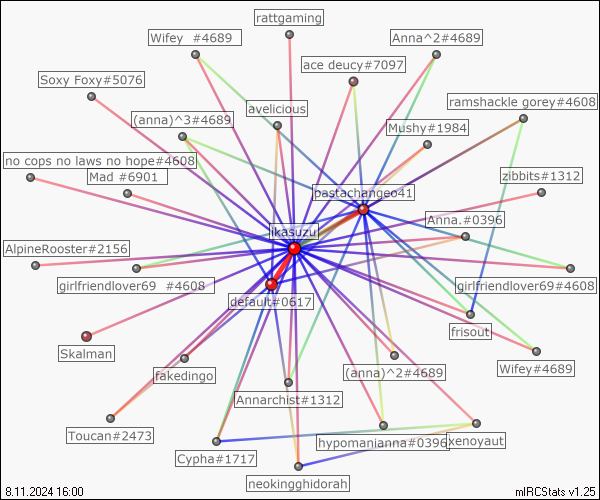 rattgaming
Wifey  #4689
Anna^2#4689
ace deucy#7097
Soxy Foxy#5076
ramshackle gorey#4608
avelicious
(anna)^3#4689
Mushy#1984
no cops no laws no hope#4608
Mad #6901
zibbits#1312
pastachangeo41
Anna.#0396
ikasuzu
AlpineRooster#2156
girlfriendlover69  #4608
girlfriendlover69#4608
default#0617
frisout
Skalman
Wifey#4689
fakedingo
(anna)^2#4689
Annarchist#1312
Toucan#2473
hypomanianna#0396
xenoyaut
Cypha#1717
neokingghidorah
8.11.2024 16:00
mIRCStats v1.25